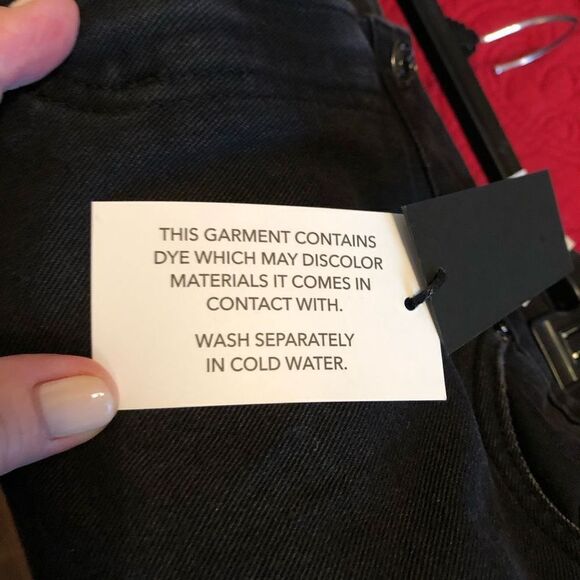 THIS GARMENT CONTAINS
DYE WHICH MAY DISCOLOR
MATERIALS IT COMES IN
CONTACT WITH.
WASH SEPARATELY
IN COLD WATER.